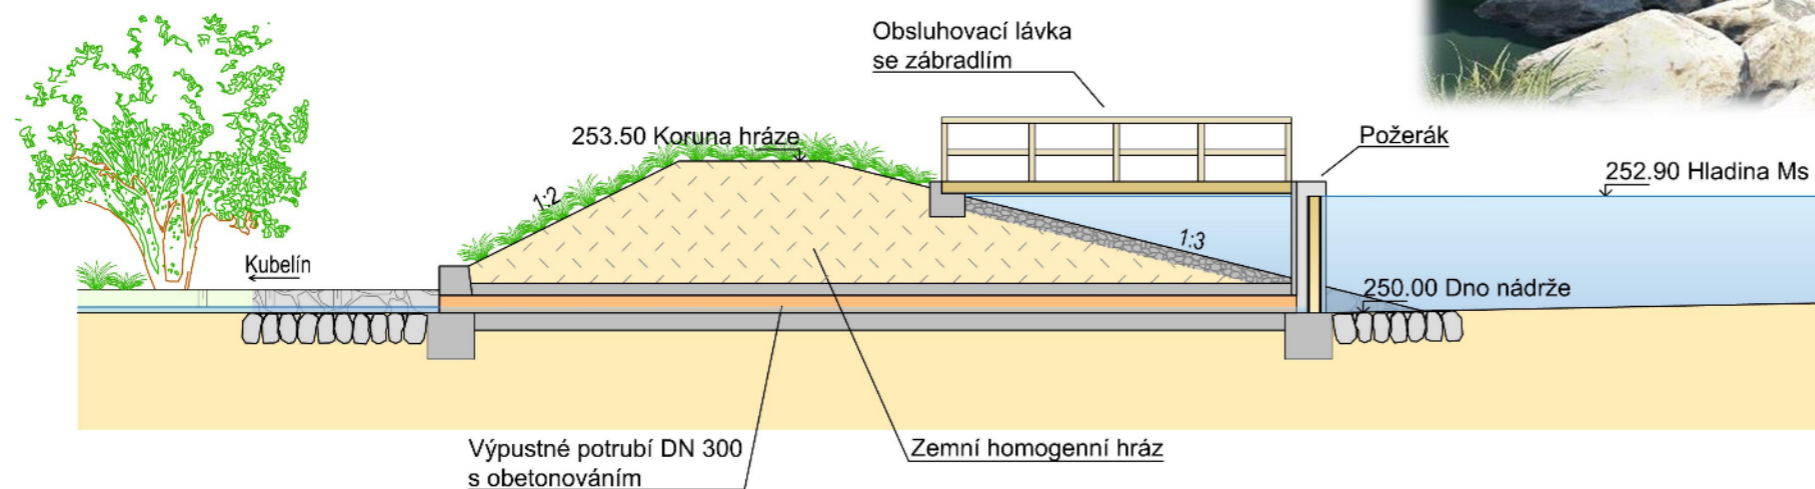 Obsluhovací lávka
se zábradlím
253.50 Koruna hráze
Požerák
252.90 Hladina Ms
1:2
1:3
Kubelín
250.00 Dno nádrže
Výpustné potrubí DN 300
s obetonováním
Zemní homogenní hráz